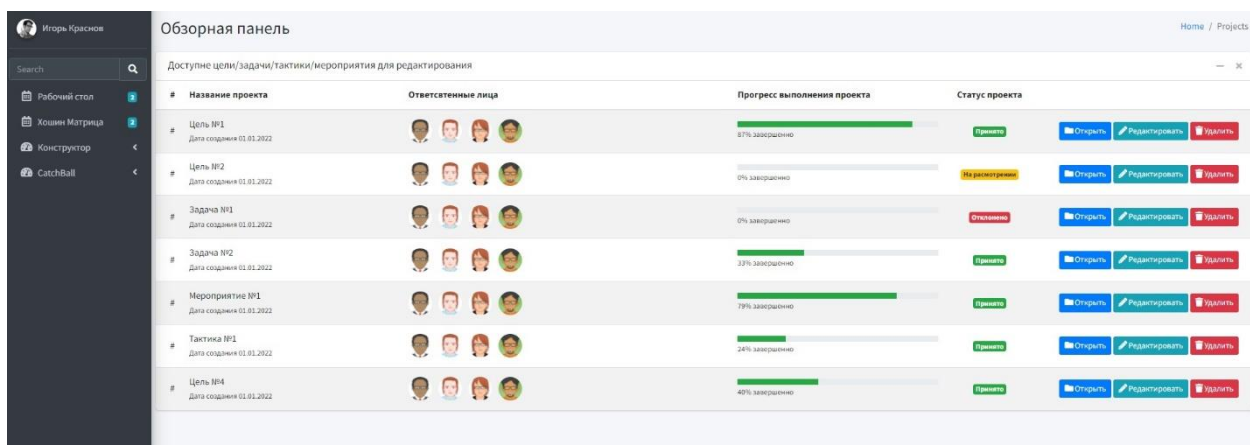 Игорь Краснов
Обзорная панель
Home / Projects
Search
Доступне цели/задачи/тактики/мероприятия для редактирования
Рабочий стол 2
Хошин Матрица 2
Конструктор
CatchBall
# Название проекта Ответсвтенные лица Прогресс выполнения проекта Статус проекта
# Цель №1
Дата создания 01.01.2022
87% завершенно
Принято
Открыть Редактировать Удалить
# Цель №2
Дата создания 01.01.2022
0% завершенно
На расмотрении
Открыть Редактировать Удалить
# Задача №1
Дата создания 01.01.2022
0% завершенно
Отклонено
Открыть Редактировать Удалить
# Задача №2
Дата создания 01.01.2022
33% завершенно
Принято
Открыть Редактировать Удалить
# Мероприятие №1
Дата создания 01.01.2022
79% завершенно
Принято
Открыть Редактировать Удалить
# Тактика №1
Дата создания 01.01.2022
24% завершенно
Принято
Открыть Редактировать Удалить
# Цель №4
Дата создания 01.01.2022
40% завершенно
Принято
Открыть Редактировать Удалить